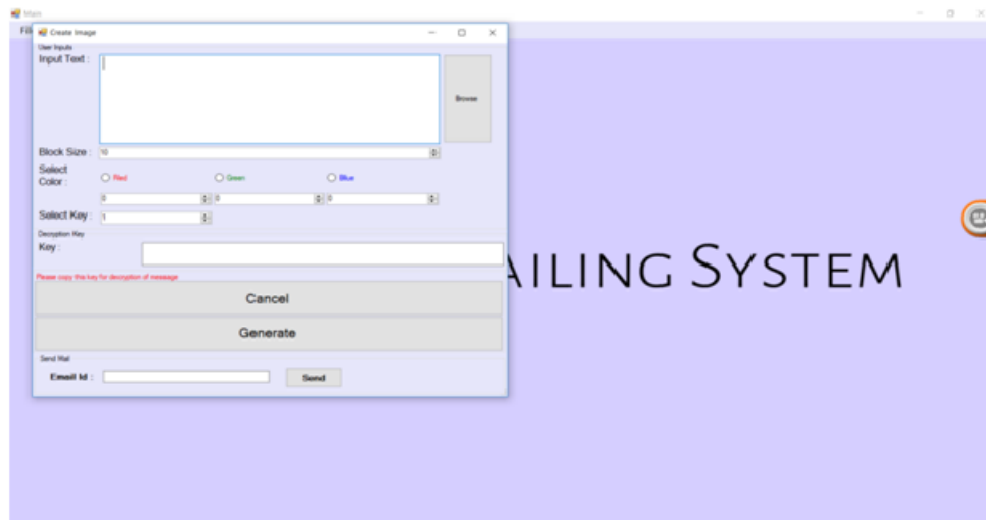 Main
Fil
Create Image
User Inputs
Input Text :
Browse
Block Size : 10
Select Color : Red Green Blue
0 0 0
Select Key : 1
Decryption Key
Key :
Please copy this key for decryption of message
AILING SYSTEM
Cancel
Generate
Send Mail
Email Id : Send